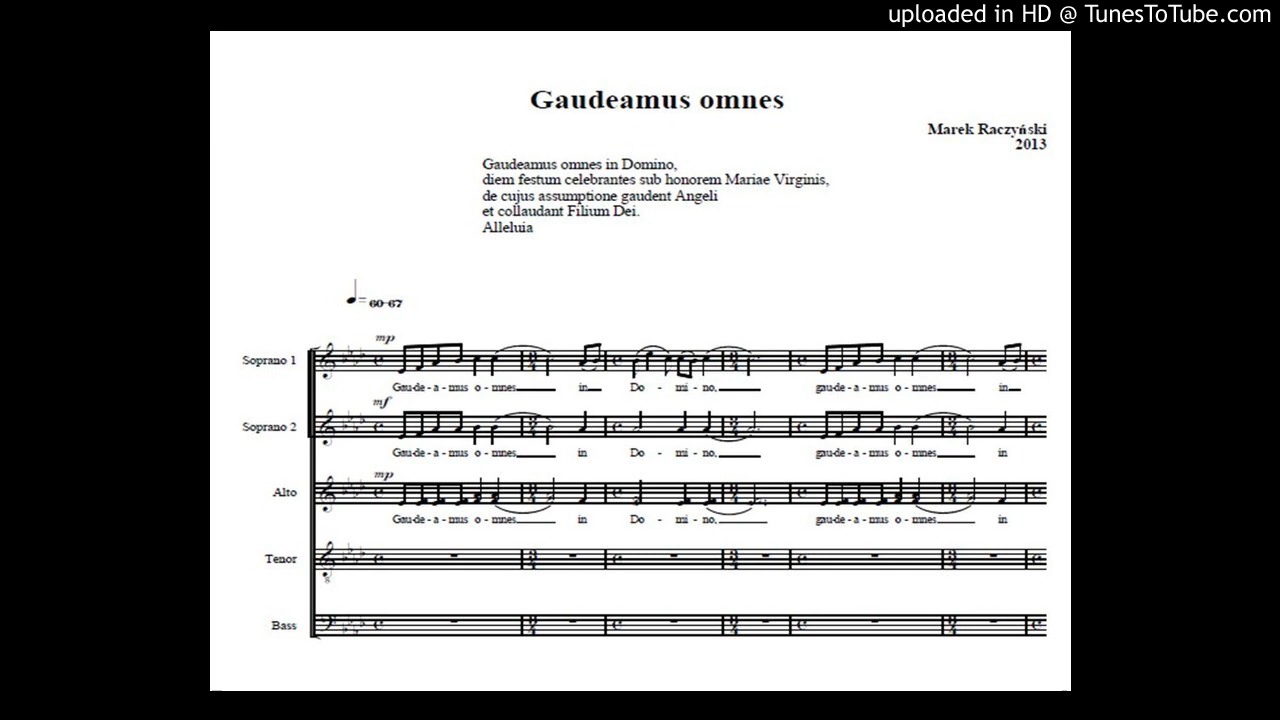 uploaded in HD @ TunesToTube.com
Gaudeamus omnes
Marek Raczyński
2013
Gaudeamus omnes in Domino,
diem festum celebrantes sub honorem Mariae Virginis,
de cujus assumptione gaudent Angeli
et collaudant Filium Dei.
Alleluia
= 60-67
mp
Soprano 1
Gau-de - a - mus o - mnes in Do - mi - no, gau-de - a - mus o - mnes in
mf
Soprano 2
Gau-de - a - mus o - mnes in Do - mi - no, gau-de - a - mus o - mnes in
mp
Alto
Gau-de - a - mus o - mnes in Do - mi - no, gau-de - a - mus o - mnes in
Tenor
Bass